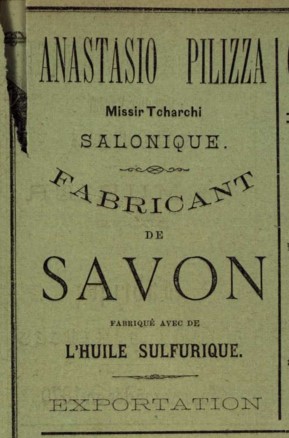 ANASTASIO PILIZZA
Missir Tcharchi
SALONIQUE.
FABRICANT
DE
SAVON
FABRIQUÉ AVEC DE
L'HUILE SULFURIQUE.
EXPORTATION